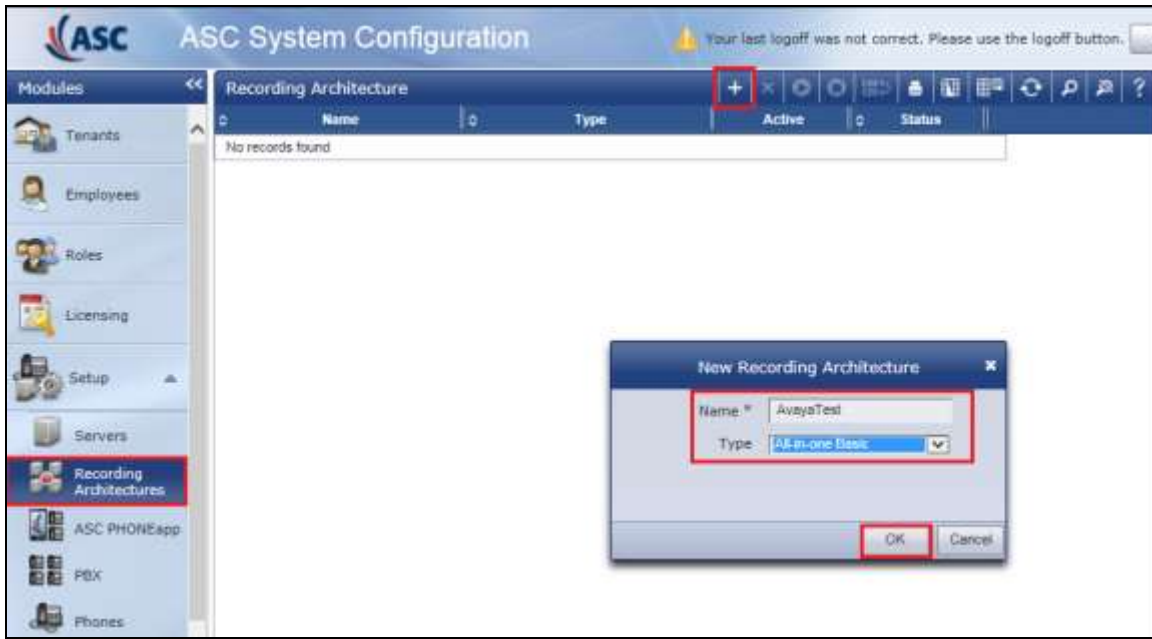 ASC
ASC System Configuration
Your last logoff was not correct. Please use the logoff button.
Modules
<<
Recording Architecture
Name Type Active Status
No records found
Tenants
Employees
Roles
Licensing
Setup
Servers
Recording
Architectures
ASC PHONEapp
PBX
Phones
New Recording Architecture
Name * AvayaTest
Type All-in-one Basic
OK Cancel